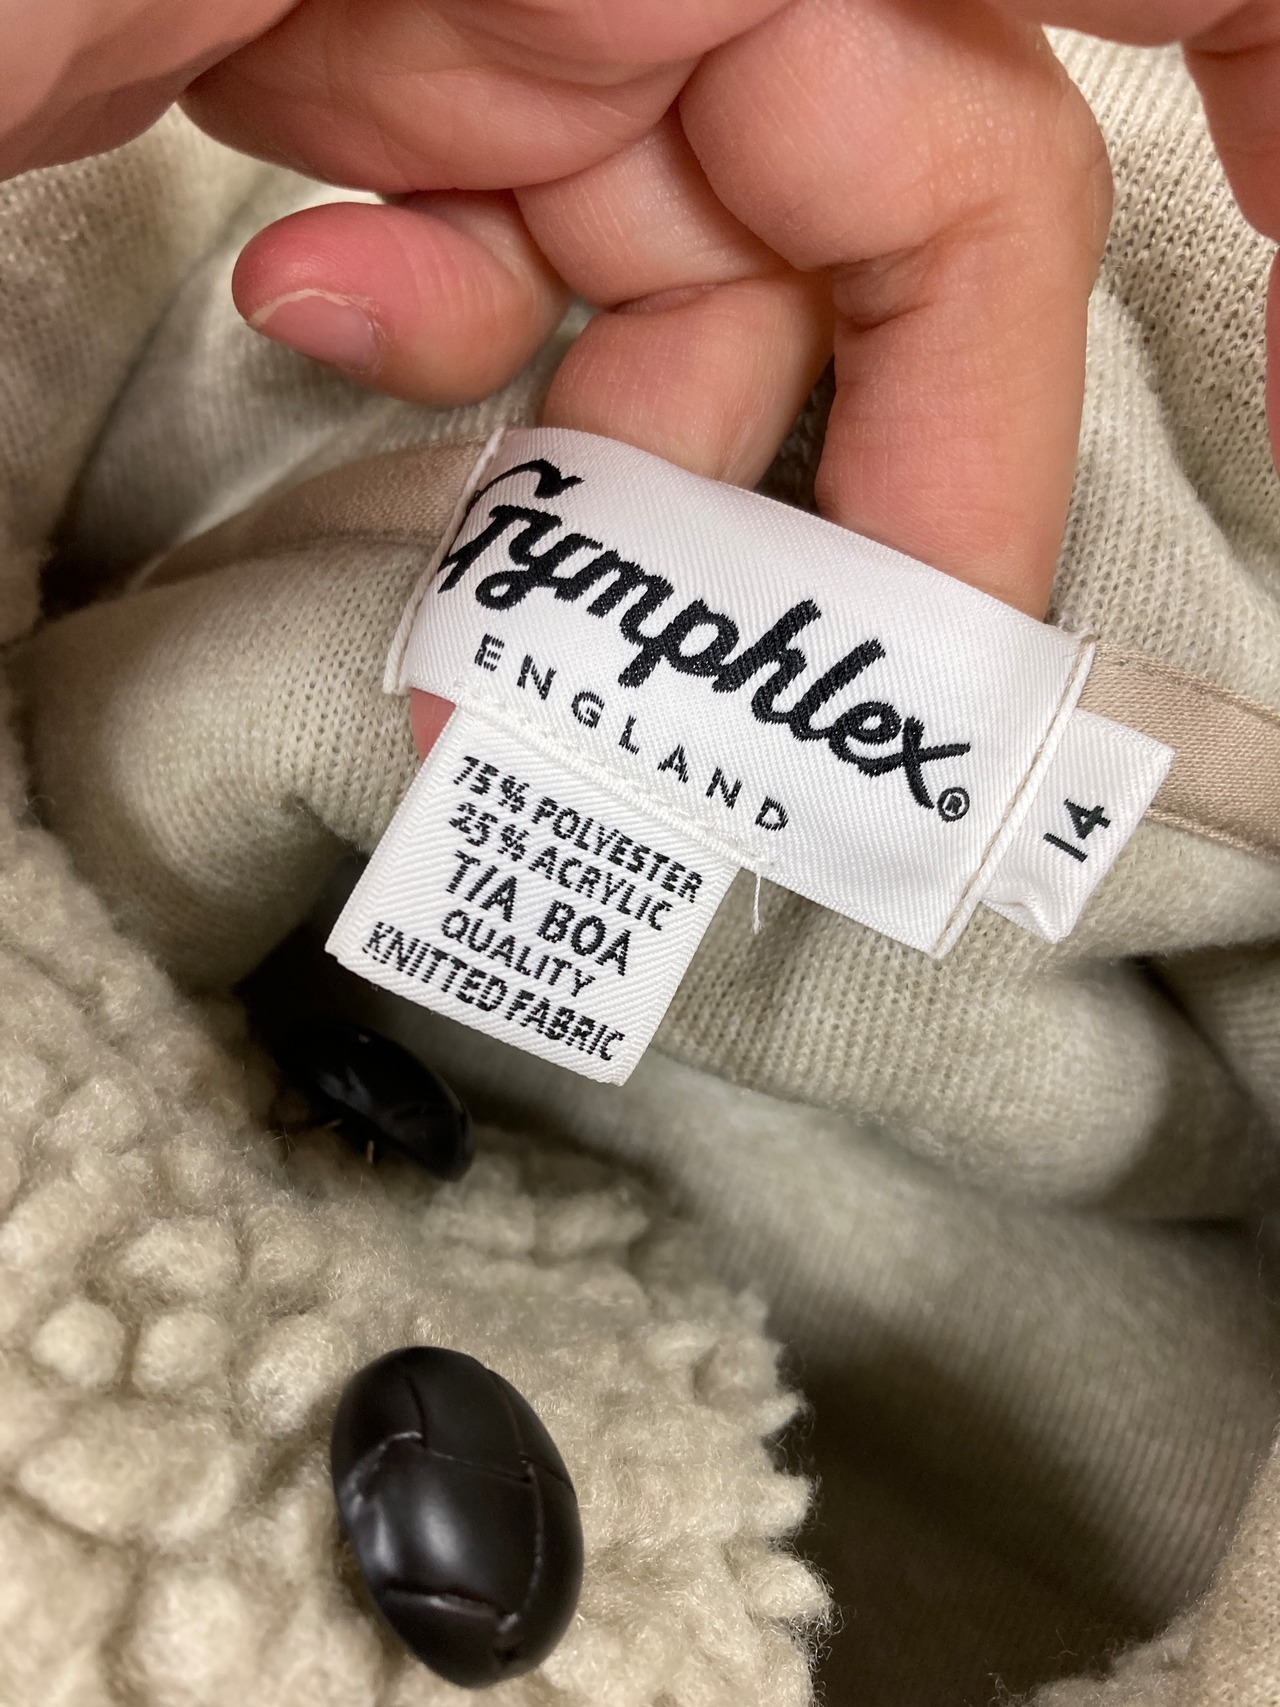 Gymphlex®
ENGLAND
14
75% POLYESTER
25% ACRYLIC
T/A BOA
QUALITY
KNITTED FABRIC